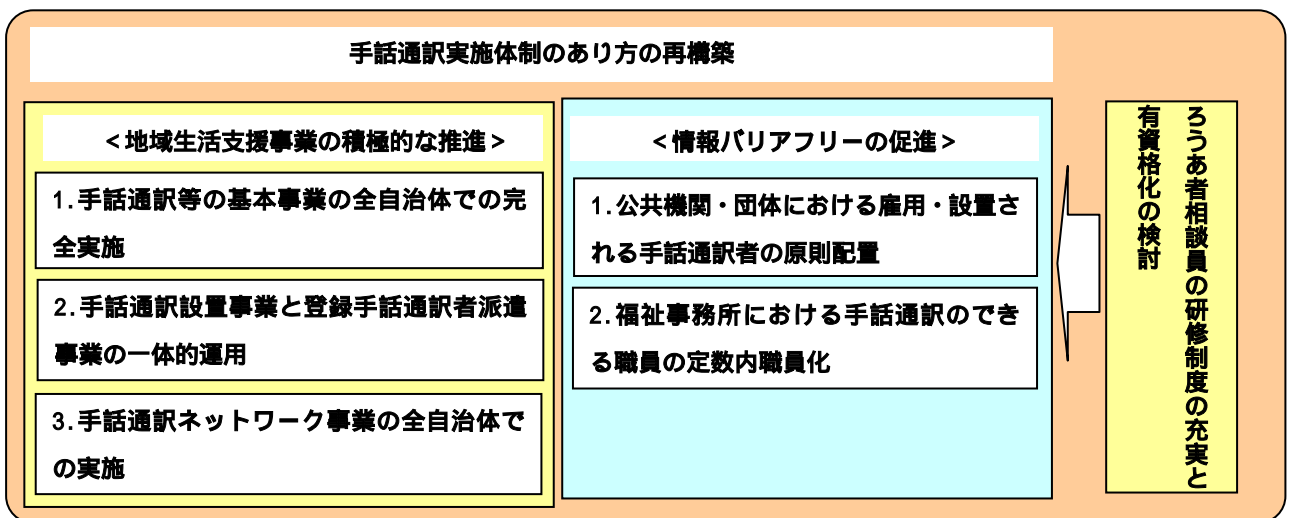 手話通訳実施体制のあり方の再構築
<地域生活支援事業の積極的な推進>
1.手話通訳等の基本事業の全自治体での完
全実施
2.手話通訳設置事業と登録手話通訳者派遣
事業の一体的運用
3.手話通訳ネットワーク事業の全自治体で
の実施
<情報バリアフリーの促進>
1.公共機関・団体における雇用・設置さ
れる手話通訳者の原則配置
2.福祉事務所における手話通訳のでき
る職員の定数内職員化
ろうあ者相談員の研修制度の充実と
有資格化の検討